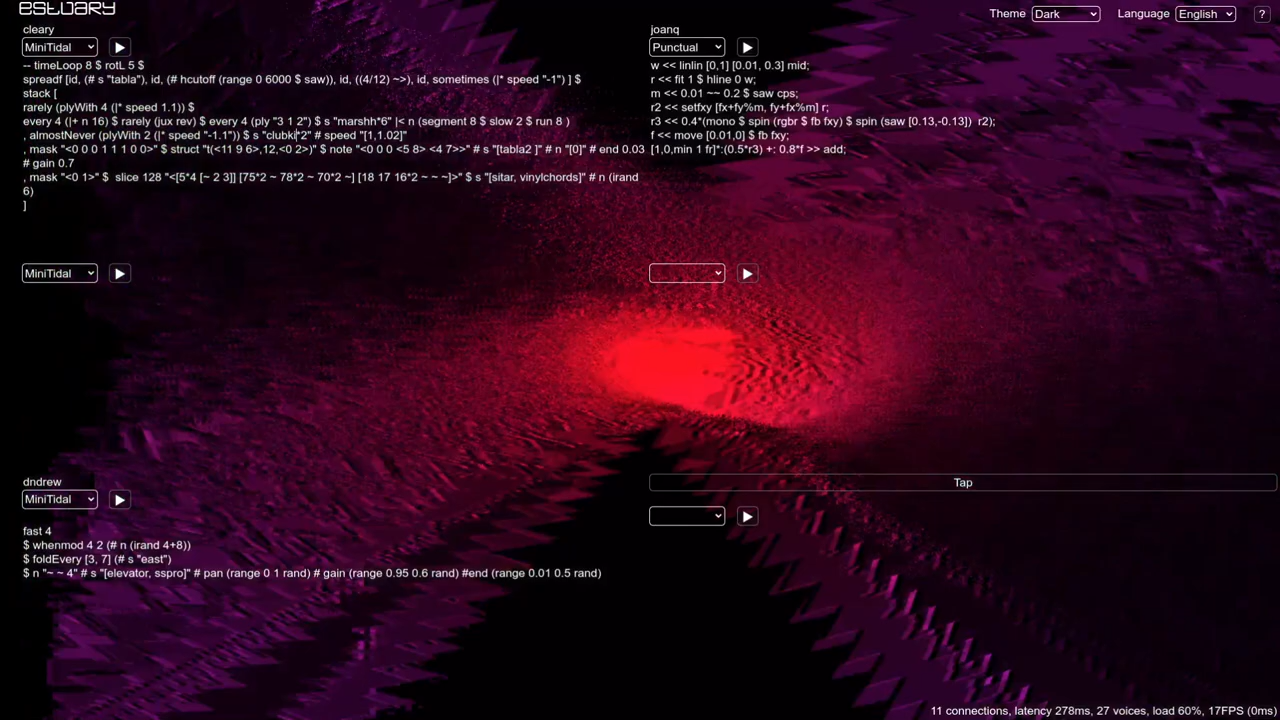 estuary
Theme Dark Language English ?
cleary
MiniTidal
-- timeLoop 8 $ rotL 5 $
spreadf [id, (# s "tabla"), id, (# hcutoff (range 0 6000 $ saw)), id, ((4/12) ~>), id, sometimes (|* speed "-1") ] $
stack [
rarely (plyWith 4 (|* speed 1.1)) $
every 4 (|+ n 16) $ rarely (jux rev) $ every 4 (ply "3 1 2") $ s "marshh*6" |< n (segment 8 $ slow 2 $ run 8 )
, almostNever (plyWith 2 (|* speed "-1.1")) $ s "clubki*2" # speed "[1,1.02]"
, mask "<0 0 0 1 1 1 0 0>" $ struct "t(<11 9 6>,12,<0 2>)" $ note "<0 0 0 <5 8> <4 7>>" # s "[tabla2 ]" # n "[0]" # end 0.03
# gain 0.7
, mask "<0 1>" $  slice 128 "<[5*4 [~ 2 3]] [75*2 ~ 78*2 ~ 70*2 ~] [18 17 16*2 ~ ~ ~]>" $ s "[sitar, vinylchords]" # n (irand
6)
]
joanq
Punctual
w << linlin [0,1] [0.01, 0.3] mid;
r << fit 1 $ hline 0 w;
m << 0.01 ~~ 0.2 $ saw cps;
r2 << setfxy [fx+fy%m, fy+fx%m] r;
r3 << 0.4*(mono $ spin (rgbr $ fb fxy) $ spin (saw [0.13,-0.13])  r2);
f << move [0.01,0] $ fb fxy;
[1,0,min 1 fr]*:(0.5*r3) +: 0.8*f >> add;
MiniTidal
dndrew
MiniTidal
fast 4
$ whenmod 4 2 (# n (irand 4+8))
$ foldEvery [3, 7] (# s "east")
$ n "~ ~ 4" # s "[elevator, sspro]" # pan (range 0 1 rand) # gain (range 0.95 0.6 rand) #end (range 0.01 0.5 rand)
Tap
11 connections, latency 278ms, 27 voices, load 60%, 17FPS (0ms)